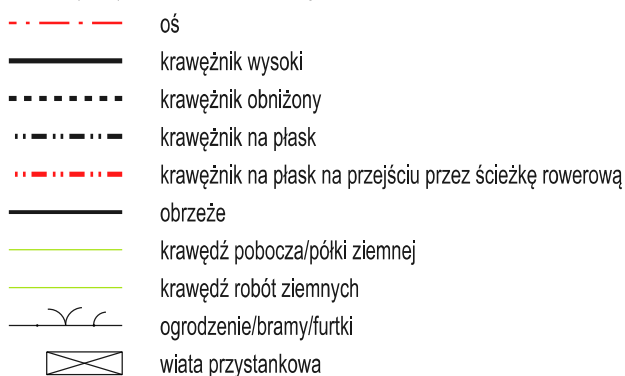 oś
krawężnik wysoki
krawężnik obniżony
krawężnik na płask
krawężnik na płask na przejściu przez ścieżkę rowerową
obrzeże
krawędź pobocza/półki ziemnej
krawędź robót ziemnych
ogrodzenie/bramy/furtki
wiata przystankowa